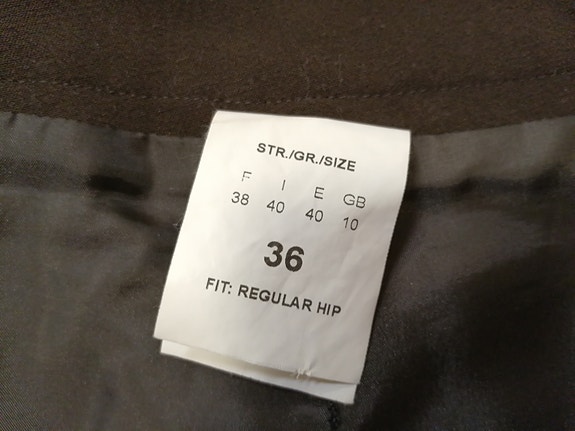 STR./GR./SIZE
F I E GB
38 40 40 10
36
FIT: REGULAR HIP